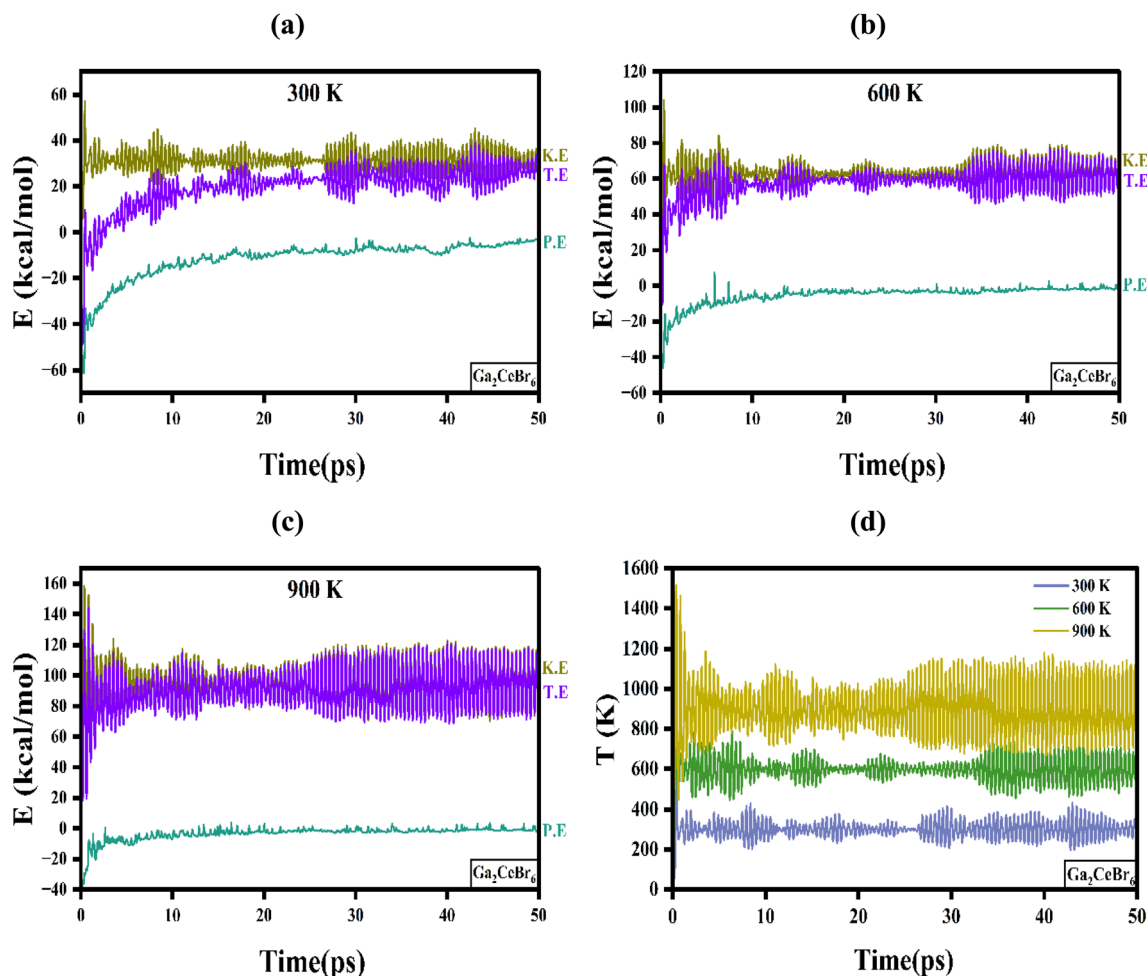 (a)
300 K
E (kcal/mol)
60
40
20
0
−20
−40
−60
K.E
T.E
P.E
Ga₂CeBr₆
0 10 20 30 40 50
Time(ps)
(b)
600 K
E (kcal/mol)
120
100
80
60
40
20
0
−20
−40
−60
K.E
T.E
P.E
Ga₂CeBr₆
0 10 20 30 40 50
Time(ps)
(c)
900 K
E (kcal/mol)
160
140
120
100
80
60
40
20
0
−20
−40
K.E
T.E
P.E
Ga₂CeBr₆
0 10 20 30 40 50
Time(ps)
(d)
T (K)
1600
1400
1200
1000
800
600
400
200
0
300 K
600 K
900 K
Ga₂CeBr₆
0 10 20 30 40 50
Time(ps)